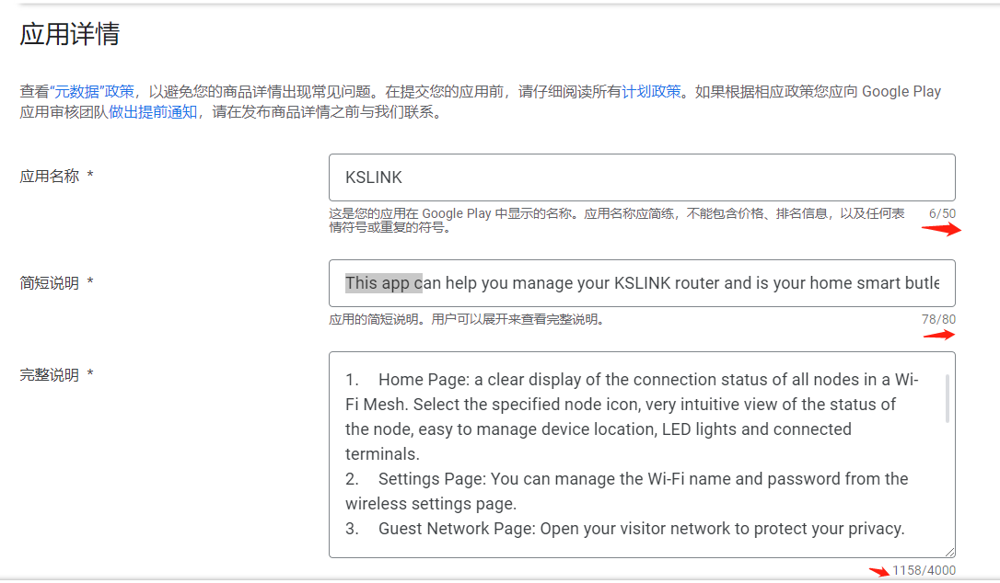 应用详情
查看“元数据”政策，以避免您的商品详情出现常见问题。在提交您的应用前，请仔细阅读所有计划政策。如果根据相应政策您应向 Google Play
应用审核团队做出提前通知，请在发布商品详情之前与我们联系。
应用名称 *
KSLINK
这是您的应用在 Google Play 中显示的名称。应用名称应简练，不能包含价格、排名信息，以及任何表
情符号或重复的符号。
6/50
简短说明 *
This app can help you manage your KSLINK router and is your home smart butle
应用的简短说明。用户可以展开来查看完整说明。
78/80
完整说明 *
1. Home Page: a clear display of the connection status of all nodes in a Wi-
Fi Mesh. Select the specified node icon, very intuitive view of the status of
the node, easy to manage device location, LED lights and connected
terminals.
2. Settings Page: You can manage the Wi-Fi name and password from the
wireless settings page.
3. Guest Network Page: Open your visitor network to protect your privacy.
1158/4000